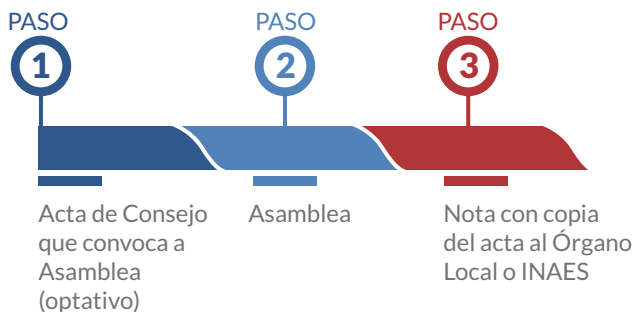 PASO
1
Acta de Consejo
que convoca a
Asamblea
(optativo)
PASO
2
Asamblea
PASO
3
Nota con copia
del acta al Órgano
Local o INAES